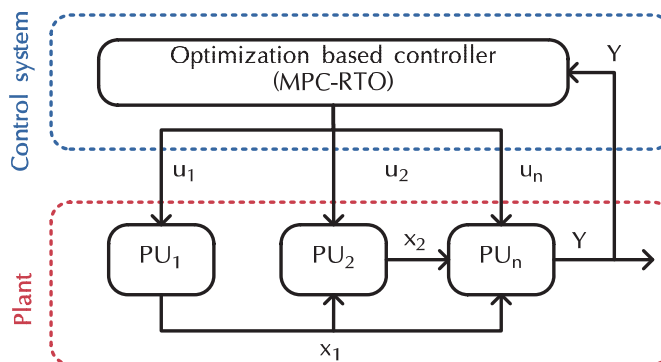 Control system
Optimization based controller
(MPC-RTO)
Y
u1
u2
un
Plant
PU1
PU2
x2
PUn
Y
x1